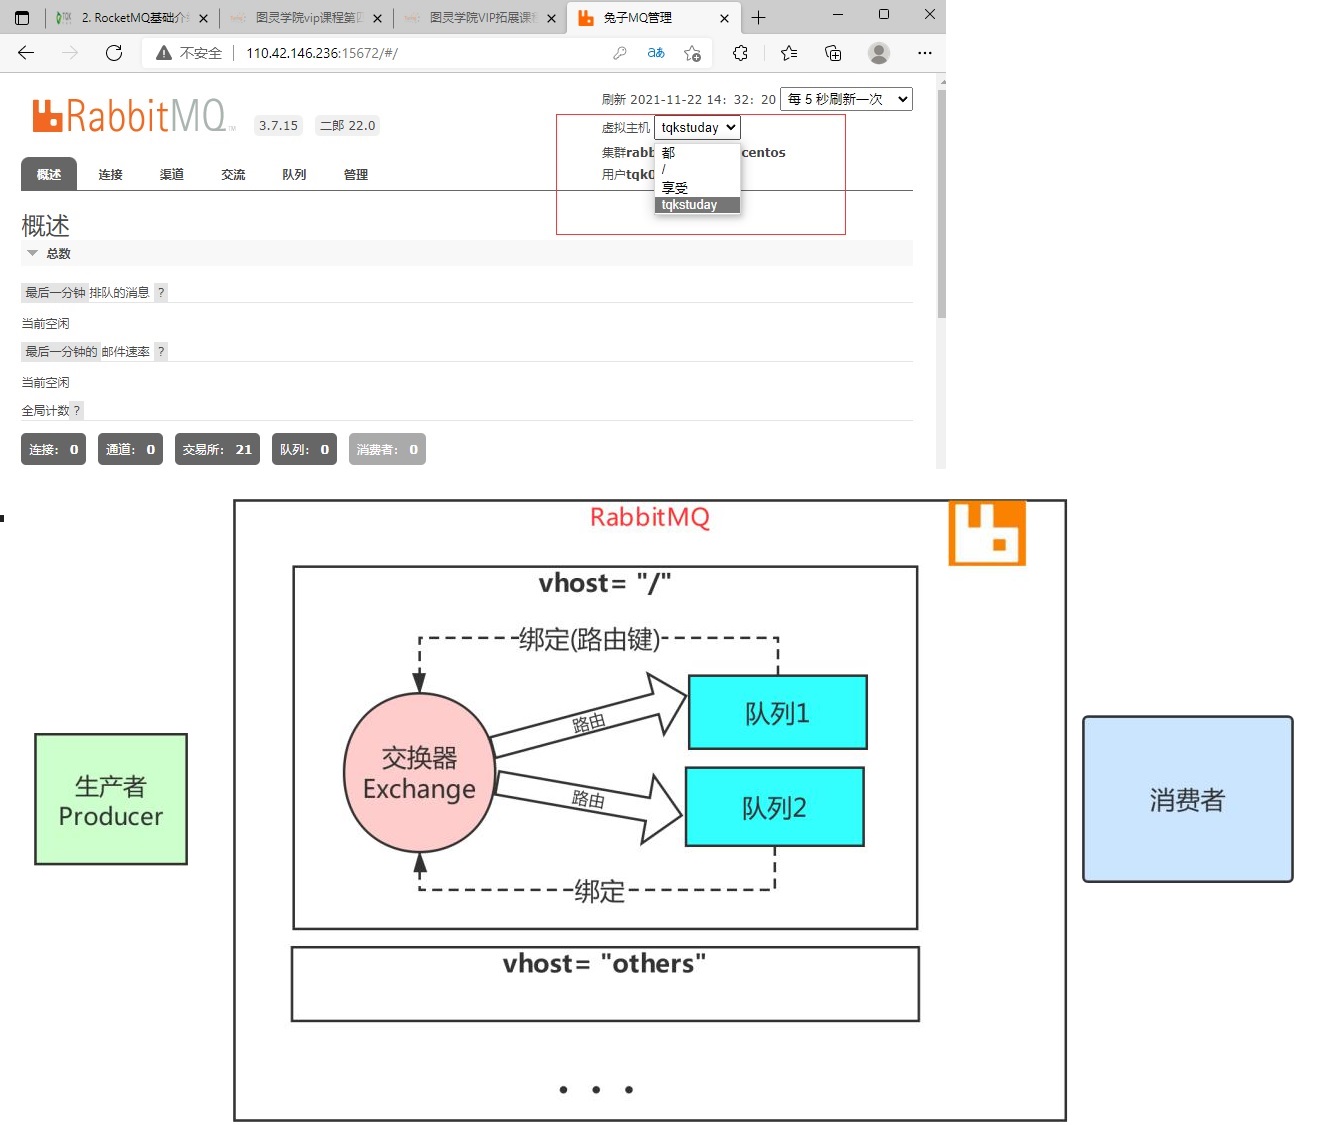 2. RocketMQ基础介绍
图灵学院vip课程第四
图灵学院VIP拓展课程
兔子MQ管理
不安全 110.42.146.236:15672/#/
RabbitMQ 3.7.15 二郎 22.0
刷新 2021-11-22 14：32：20 每 5 秒刷新一次
虚拟主机 tqkstuday
集群rabb centos
用户tqk
都
/
享受
tqkstuday
概述 连接 渠道 交流 队列 管理
概述
总数
最后一分钟 排队的消息 ?
当前空闲
最后一分钟的 邮件速率 ?
当前空闲
全局计数 ?
连接： 0 通道： 0 交易所： 21 队列： 0 消费者： 0
RabbitMQ
vhost= "/"
绑定(路由键)
路由
队列1
交换器
Exchange
路由
队列2
绑定
生产者
Producer
消费者
vhost= "others"
. . .